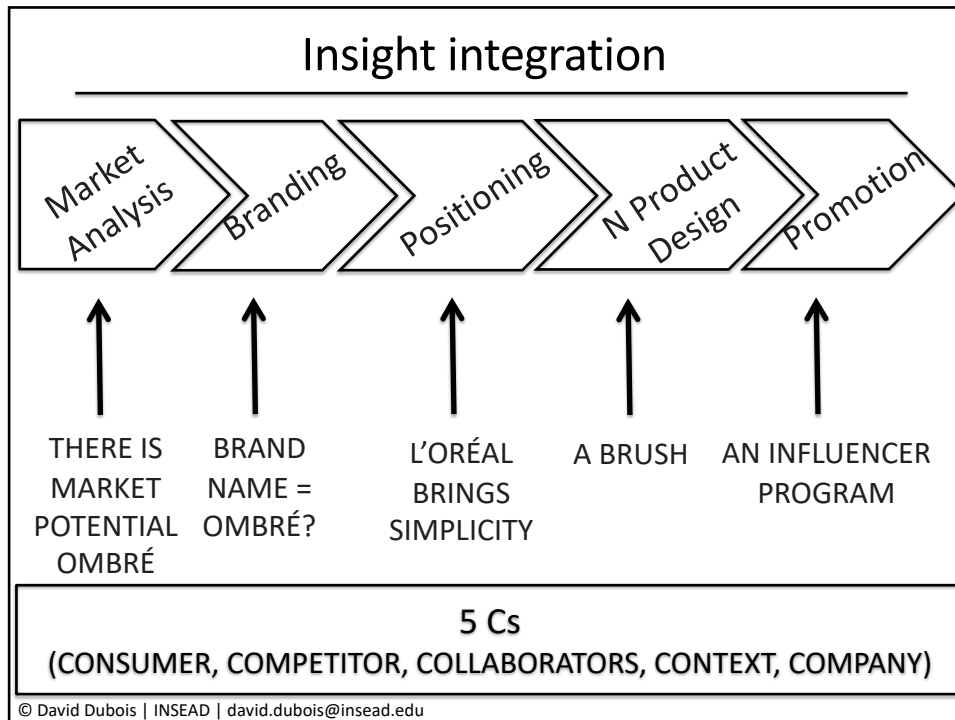 Insight integration
Market
Analysis
Branding
Positioning
N Product
Design
Promotion
THERE IS
MARKET
POTENTIAL
OMBRÉ
BRAND
NAME =
OMBRÉ?
L’ORÉAL
BRINGS
SIMPLICITY
A BRUSH
AN INFLUENCER
PROGRAM
5 Cs
(CONSUMER, COMPETITOR, COLLABORATORS, CONTEXT, COMPANY)
© David Dubois | INSEAD | david.dubois@insead.edu